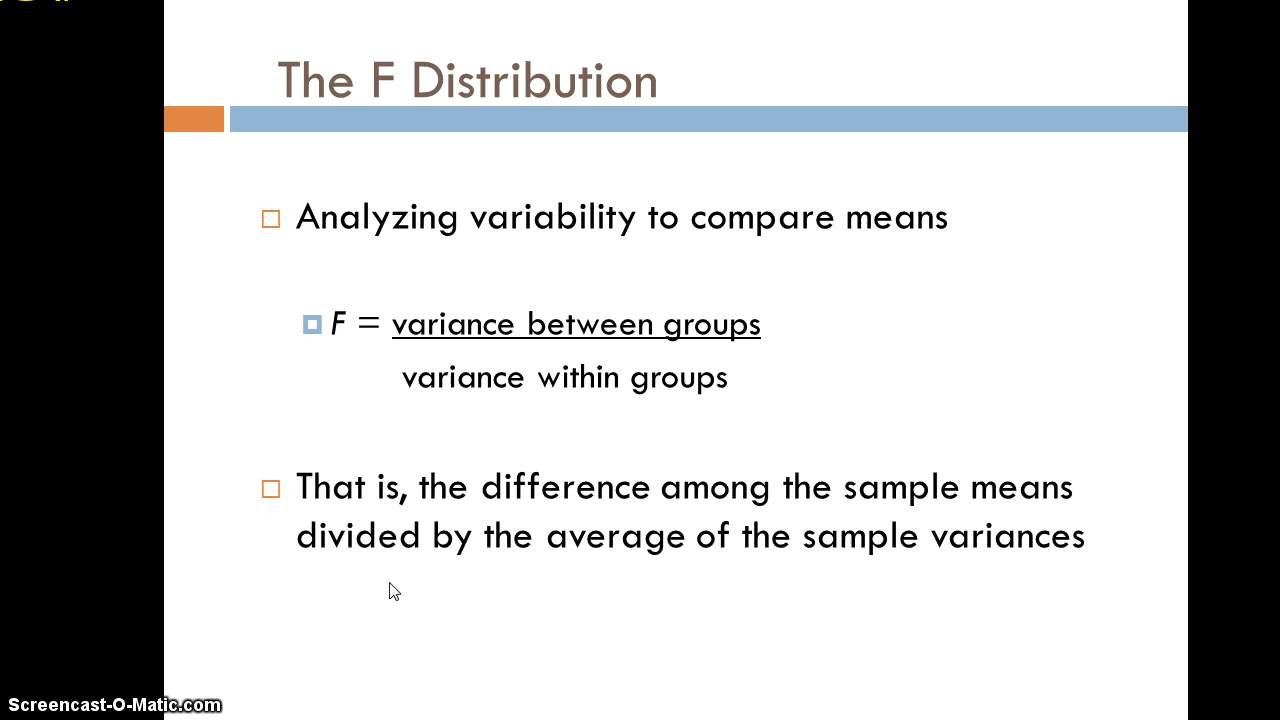 The F Distribution
Analyzing variability to compare means
F = variance between groups
variance within groups
That is, the difference among the sample means
divided by the average of the sample variances
Screencast-O-Matic.com